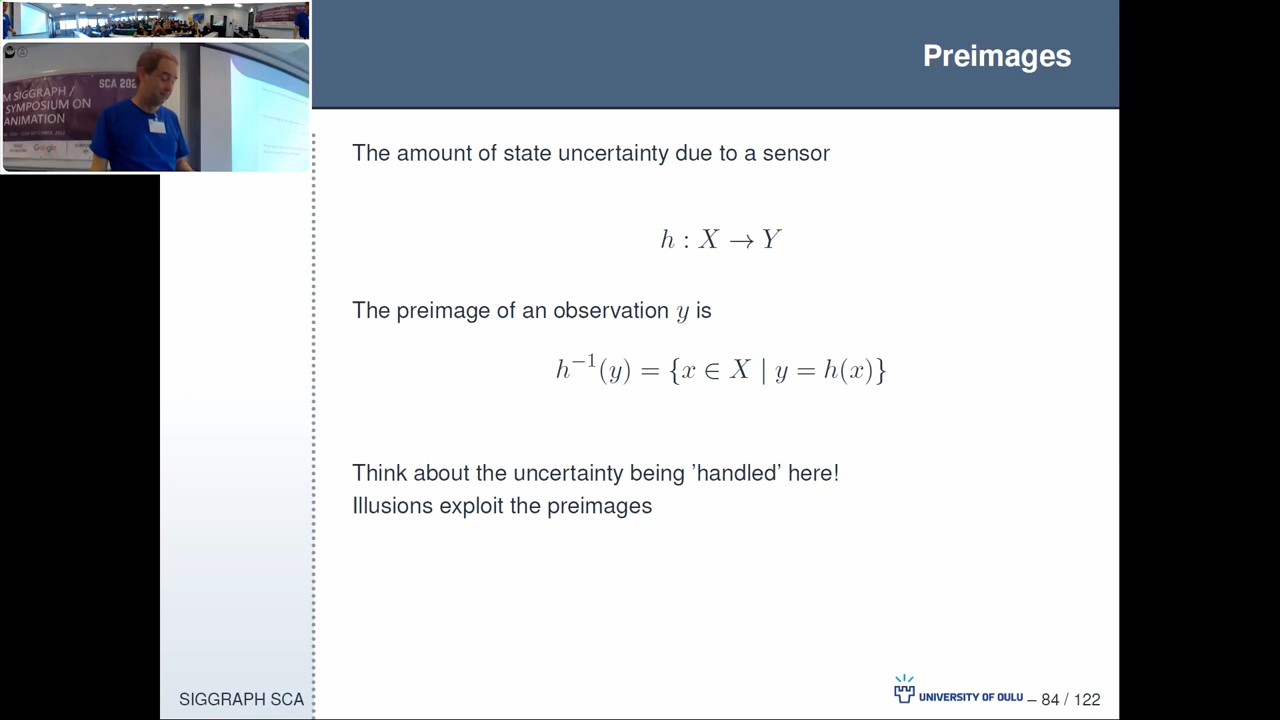 SCA 202
M SIGGRAPH /
SYMPOSIUM ON
ANIMATION
Google
Preimages
The amount of state uncertainty due to a sensor
h : X → Y
The preimage of an observation y is
h⁻¹(y) = {x ∈ X | y = h(x)}
Think about the uncertainty being 'handled' here!
Illusions exploit the preimages
SIGGRAPH SCA
UNIVERSITY OF OULU – 84 / 122